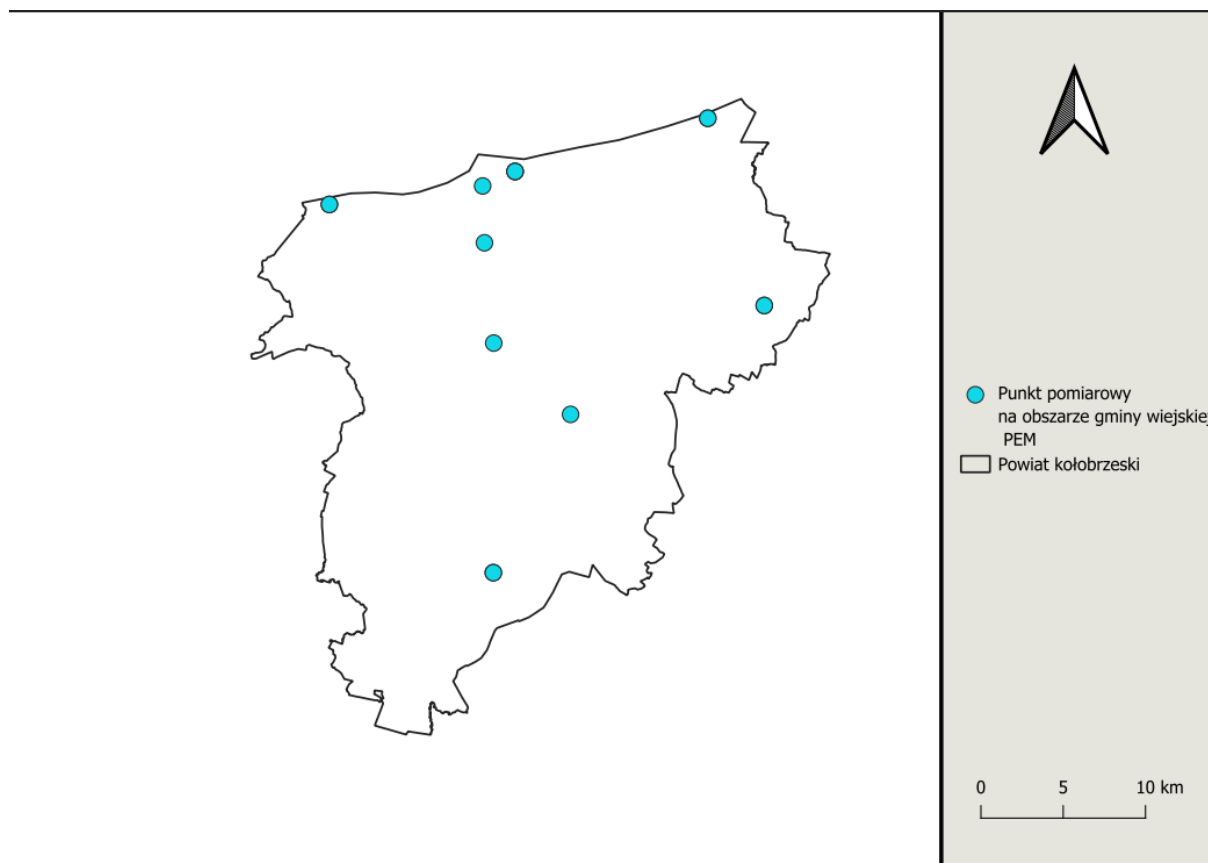 Punkt pomiarowy
na obszarze gminy wiejskiej
PEM
Powiat kołobrzeski
0 5 10 km